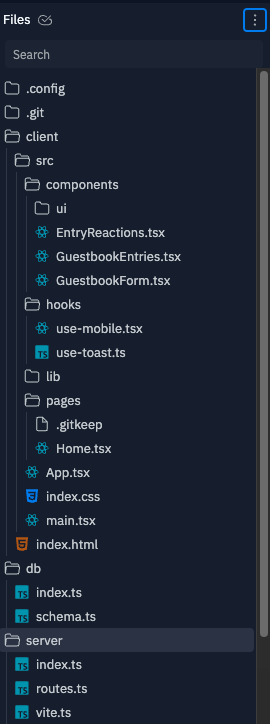 Files
Search
.config
.git
client
src
components
ui
EntryReactions.tsx
GuestbookEntries.tsx
GuestbookForm.tsx
hooks
use-mobile.tsx
TS use-toast.ts
lib
pages
.gitkeep
Home.tsx
App.tsx
index.css
main.tsx
index.html
db
TS index.ts
TS schema.ts
server
TS index.ts
TS routes.ts
TS vite.ts